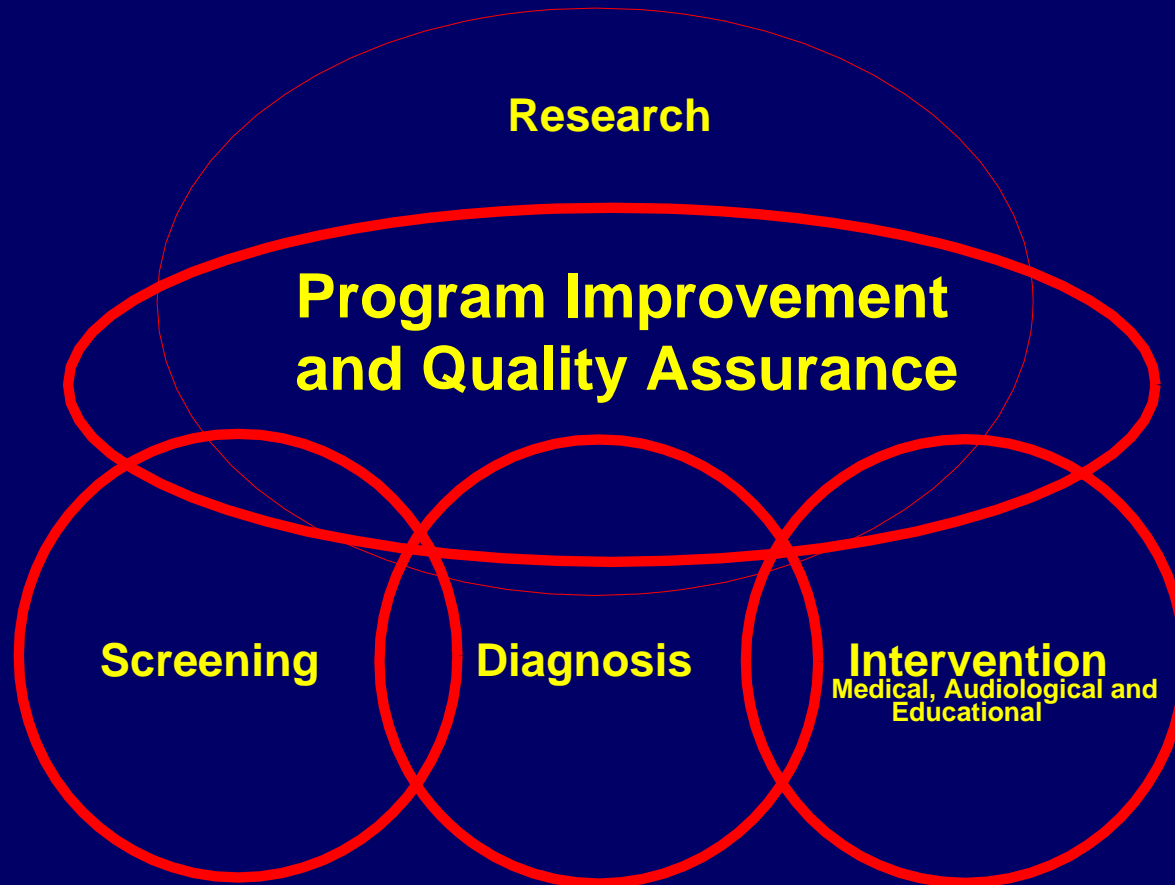 Research
Program Improvement
and Quality Assurance
Screening
Diagnosis
Intervention
Medical, Audiological and
Educational